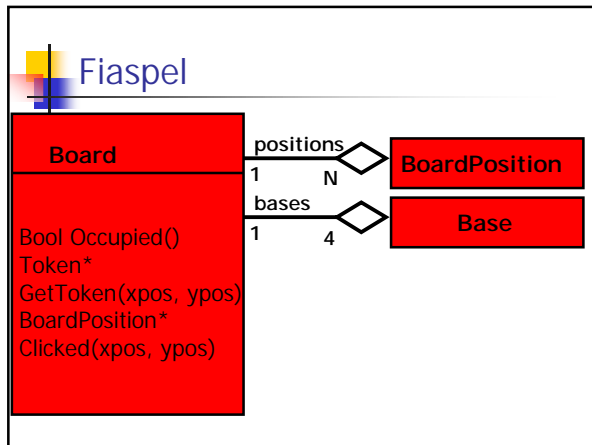 Fiaspel
Board
positions
1
N
BoardPosition
bases
1
4
Base
Bool Occupied()
Token*
GetToken(xpos, ypos)
BoardPosition*
Clicked(xpos, ypos)